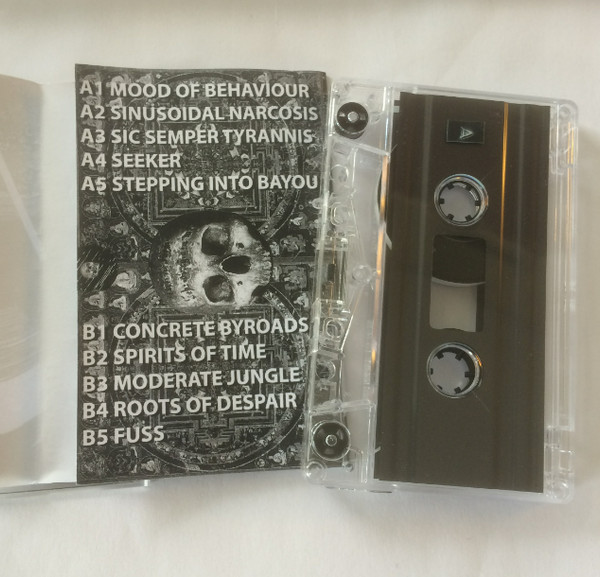 A1 MOOD OF BEHAVIOUR
A2 SINUSOIDAL NARCOSIS
A3 SIC SEMPER TYRANNIS
A4 SEEKER
A5 STEPPING INTO BAYOU
B1 CONCRETE BYROADS
B2 SPIRITS OF TIME
B3 MODERATE JUNGLE
B4 ROOTS OF DESPAIR
B5 FUSS
A